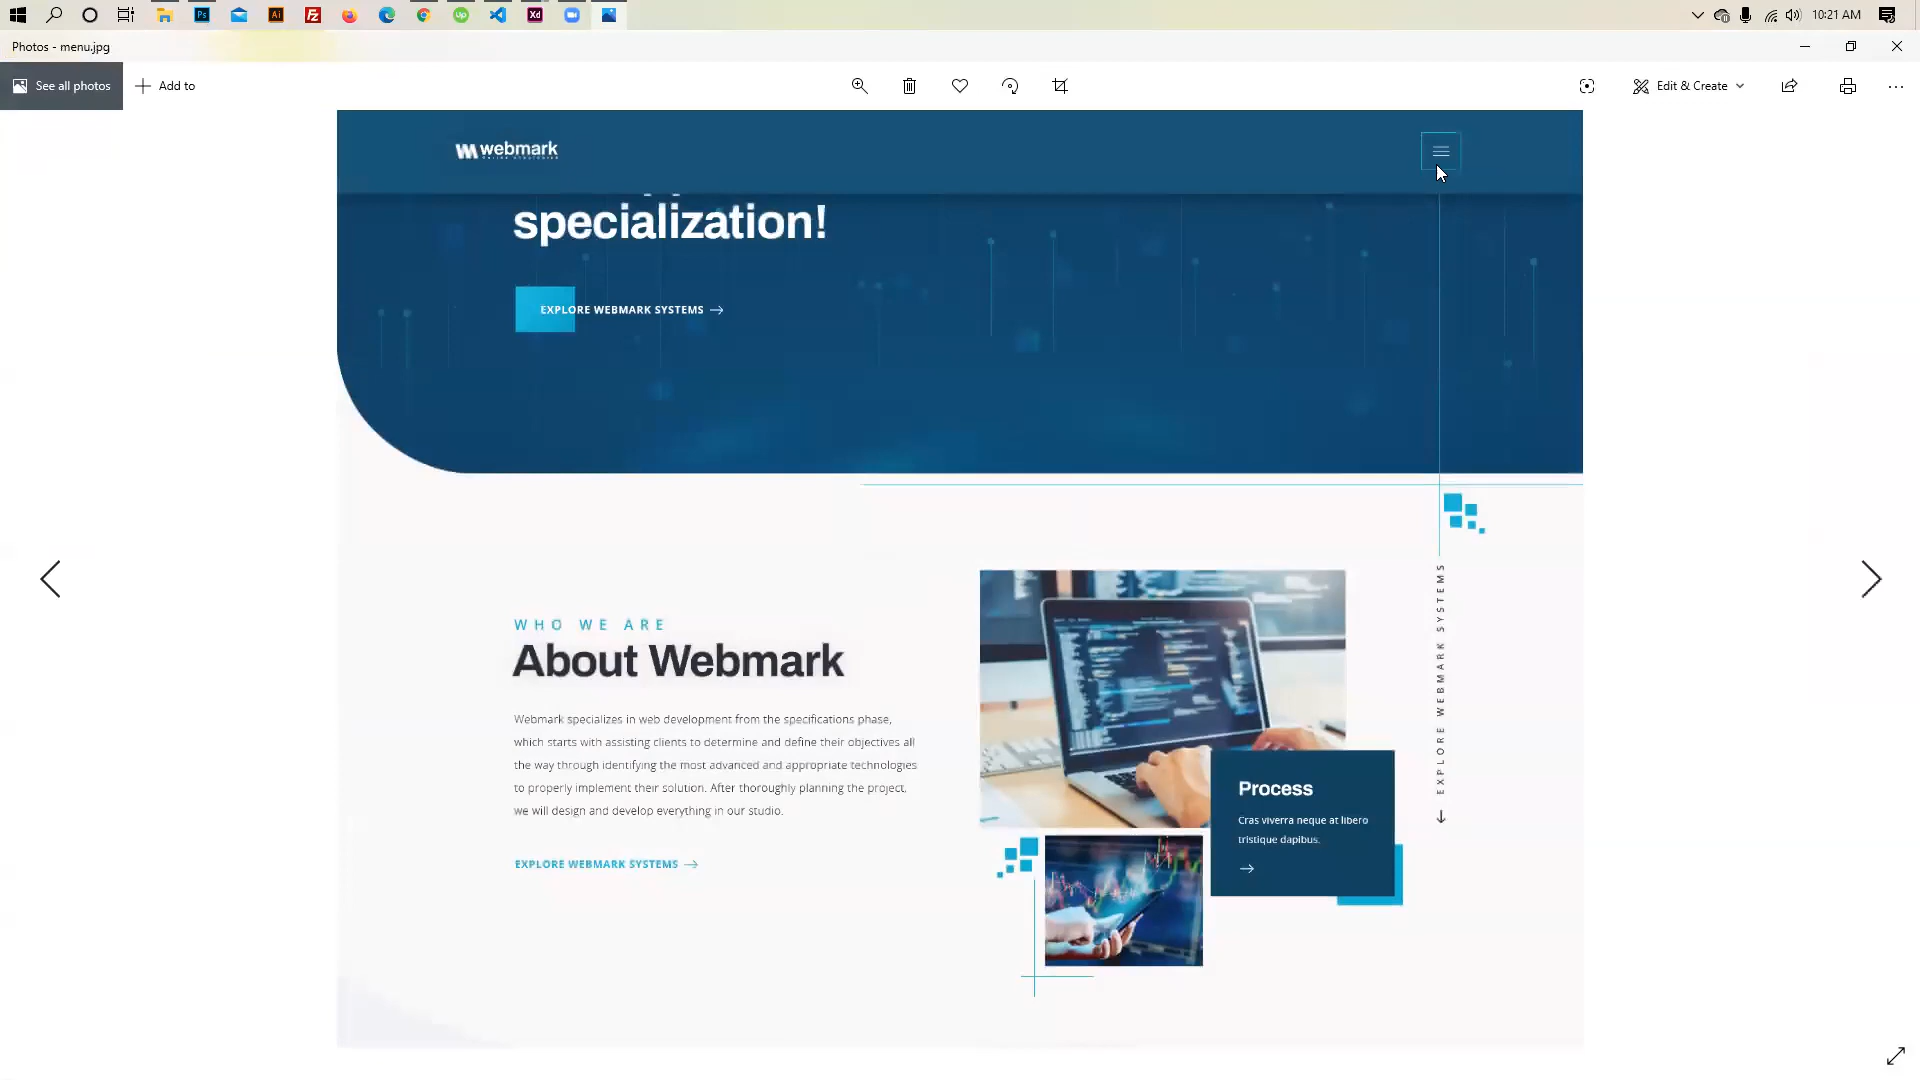 10:21 AM
Photos - menu.jpg
See all photos
Add to
Edit & Create
webmark
specialization!
EXPLORE WEBMARK SYSTEMS
WHO WE ARE
About Webmark
Webmark specializes in web development from the specifications phase,
which starts with assisting clients to determine and define their objectives all
the way through identifying the most advanced and appropriate technologies
to properly implement their solution. After thoroughly planning the project,
we will design and develop everything in our studio.
EXPLORE WEBMARK SYSTEMS
Process
Cras viverra neque at libero
tristique dapibus.
EXPLORE WEBMARK SYSTEMS